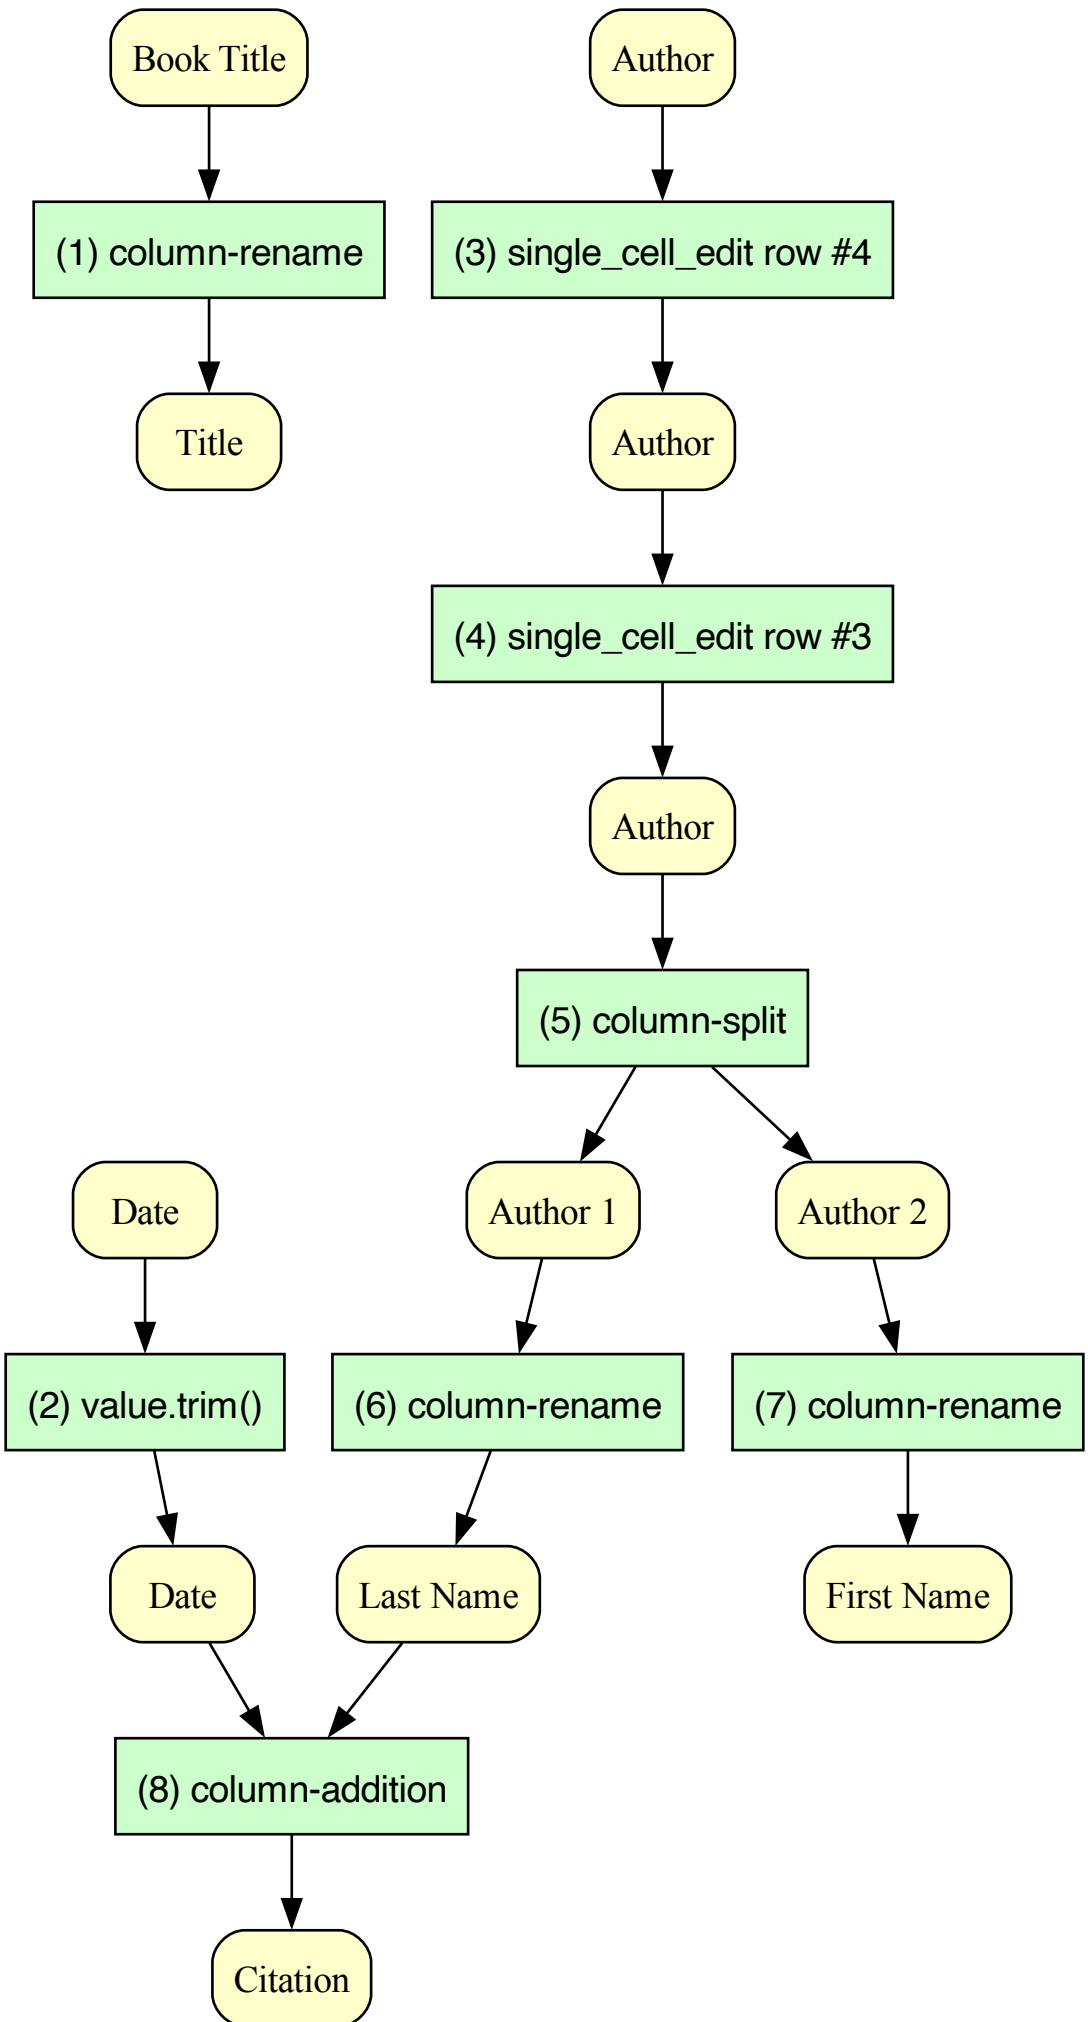 Book Title
Author
(1) column-rename
(3) single_cell_edit row #4
Title
Author
(4) single_cell_edit row #3
Author
(5) column-split
Date
Author 1
Author 2
(2) value.trim()
(6) column-rename
(7) column-rename
Date
Last Name
First Name
(8) column-addition
Citation